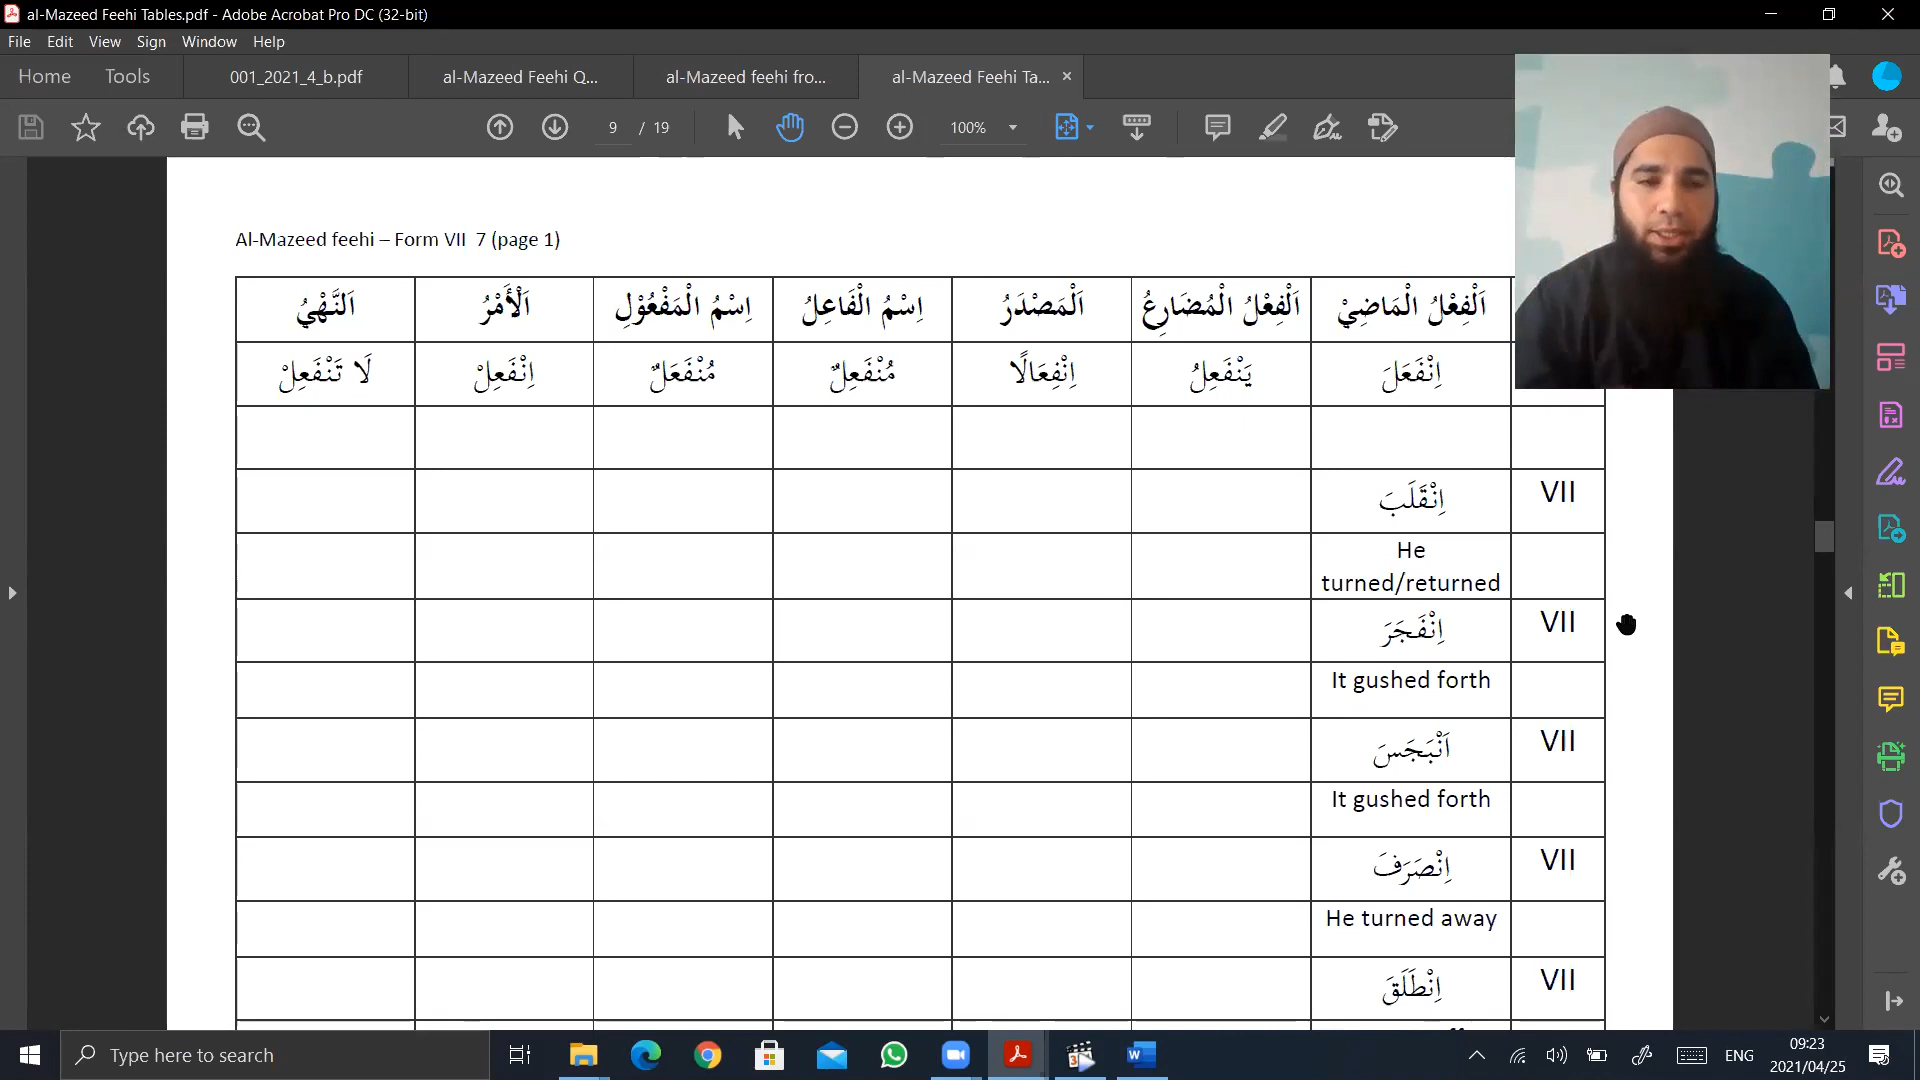 al-Mazeed Feehi Tables.pdf - Adobe Acrobat Pro DC (32-bit)
File Edit View Sign Window Help
Home Tools 001_2021_4_b.pdf al-Mazeed Feehi Q... al-Mazeed feehi fro... al-Mazeed Feehi Ta... ×
9 / 19 100%
Al-Mazeed feehi – Form VII 7 (page 1)
اَلْفِعْلُ الْمَاضِيْ اَلْفِعْلُ الْمُضَارِعُ اَلْمَصْدَرُ اِسْمُ الْفَاعِلُ اِسْمُ الْمَفْعُوْلِ اَلْأَمْرُ اَلنَّهْيُ
اِنْفَعَلَ يَنْفَعِلُ اِنْفِعَالًا مُنْفَعِلٌ مُنْفَعَلٌ اِنْفَعِلْ لَا تَنْفَعِلْ
VII اِنْقَلَبَ
He
turned/returned
VII اِنْفَجَرَ
It gushed forth
VII اَنْبَجَسَ
It gushed forth
VII اِنْصَرَفَ
He turned away
VII اِنْطَلَقَ
Type here to search
ENG
09:23
2021/04/25